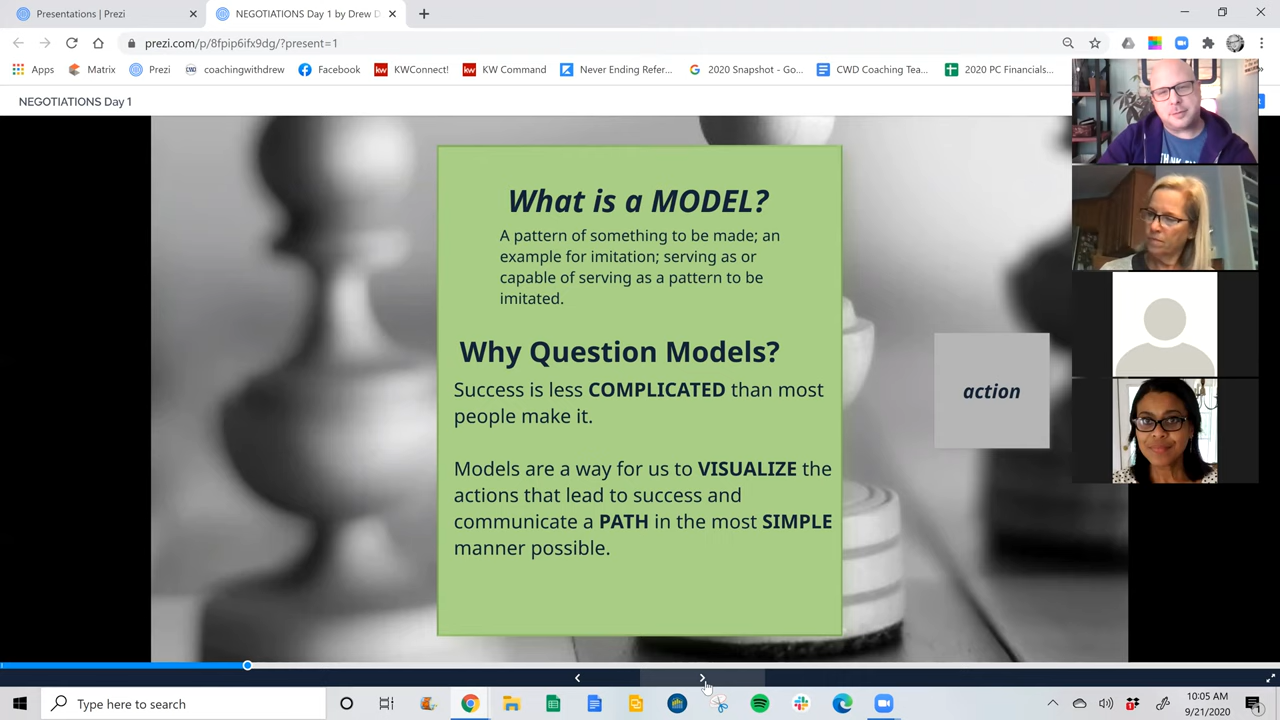 Presentations | Prezi
NEGOTIATIONS Day 1 by Drew D
prezi.com/p/8fpip6ifx9dg/?present=1
Apps
Matrix
Prezi
coachingwithdrew
Facebook
KWConnect!
KW Command
Never Ending Refer...
2020 Snapshot - Go...
CWD Coaching Tea...
2020 PC Financials...
NEGOTIATIONS Day 1
What is a MODEL?
A pattern of something to be made; an
example for imitation; serving as or
capable of serving as a pattern to be
imitated.
Why Question Models?
Success is less COMPLICATED than most
people make it.
Models are a way for us to VISUALIZE the
actions that lead to success and
communicate a PATH in the most SIMPLE
manner possible.
action
Type here to search
10:05 AM
9/21/2020